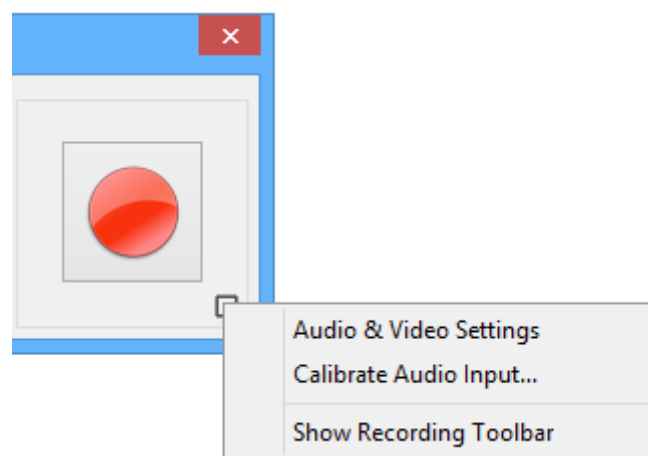 Audio & Video Settings
Calibrate Audio Input...
Show Recording Toolbar